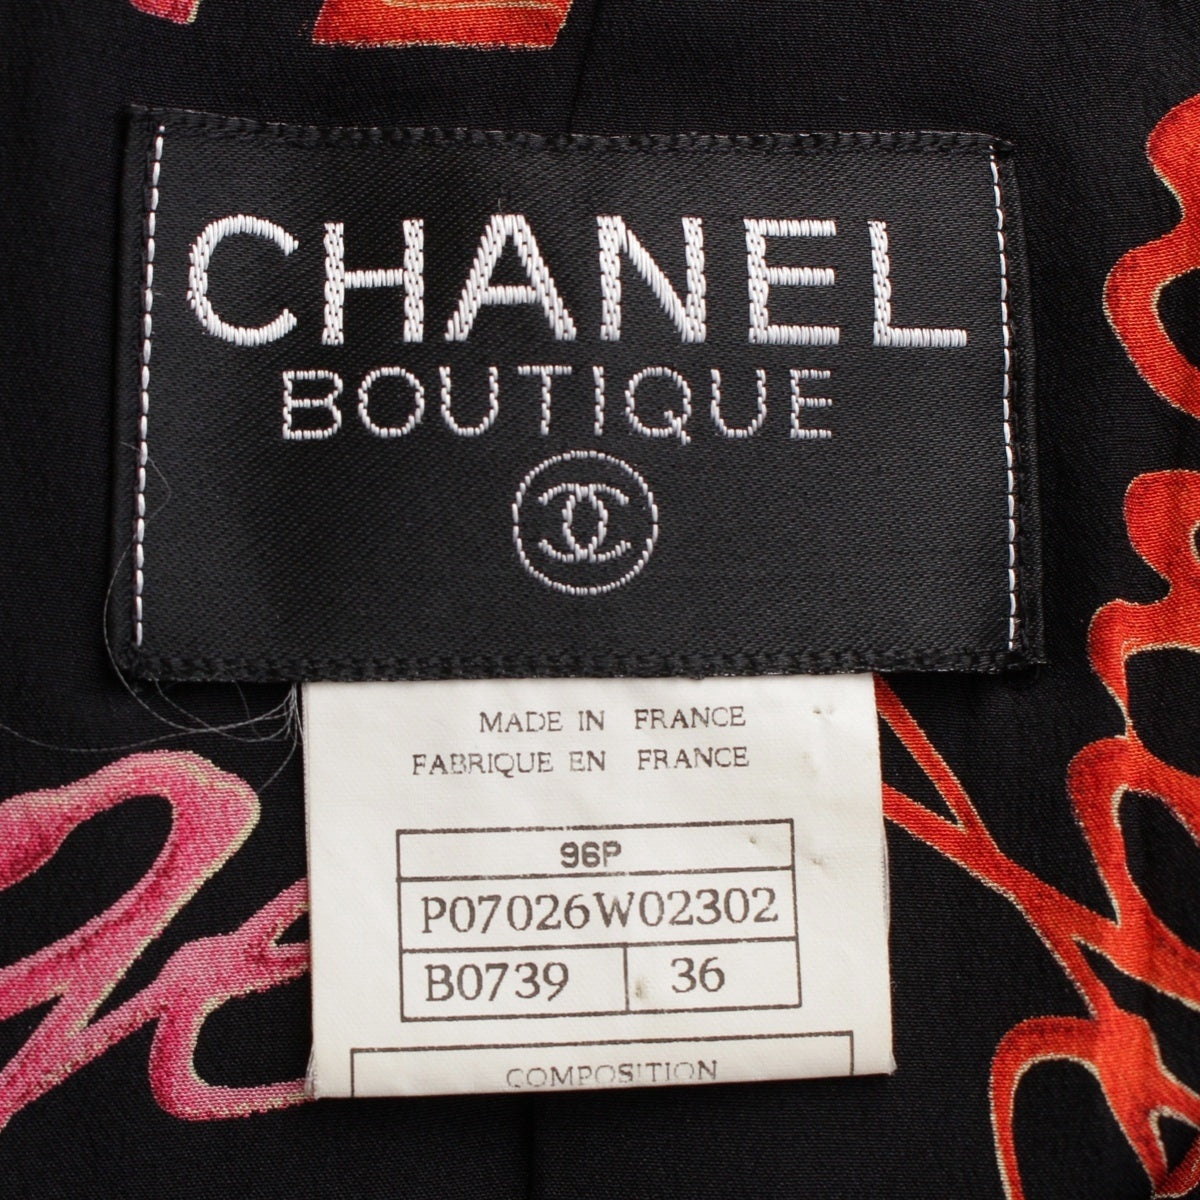 CHANEL
BOUTIQUE
MADE IN FRANCE
FABRIQUE EN FRANCE
96P
P07026W02302
B0739 36
COMPOSITION